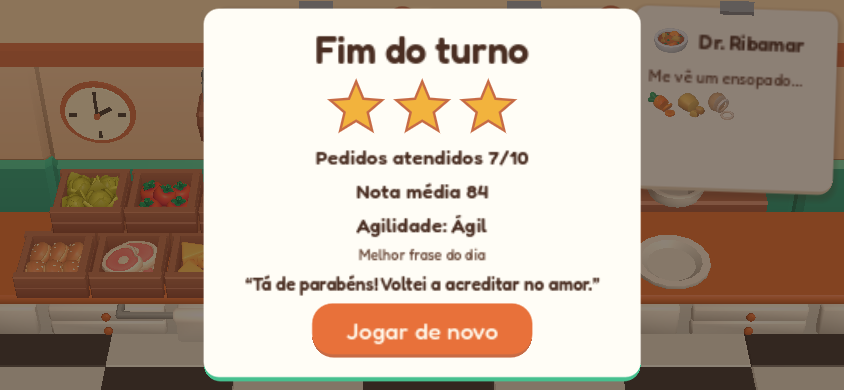 Fim do turno
Pedidos atendidos 7/10
Nota média 84
Agilidade: Ágil
Melhor frase do dia
“Tá de parabéns! Voltei a acreditar no amor.”
Jogar de novo
Dr. Ribamar
Me vê um ensopado...